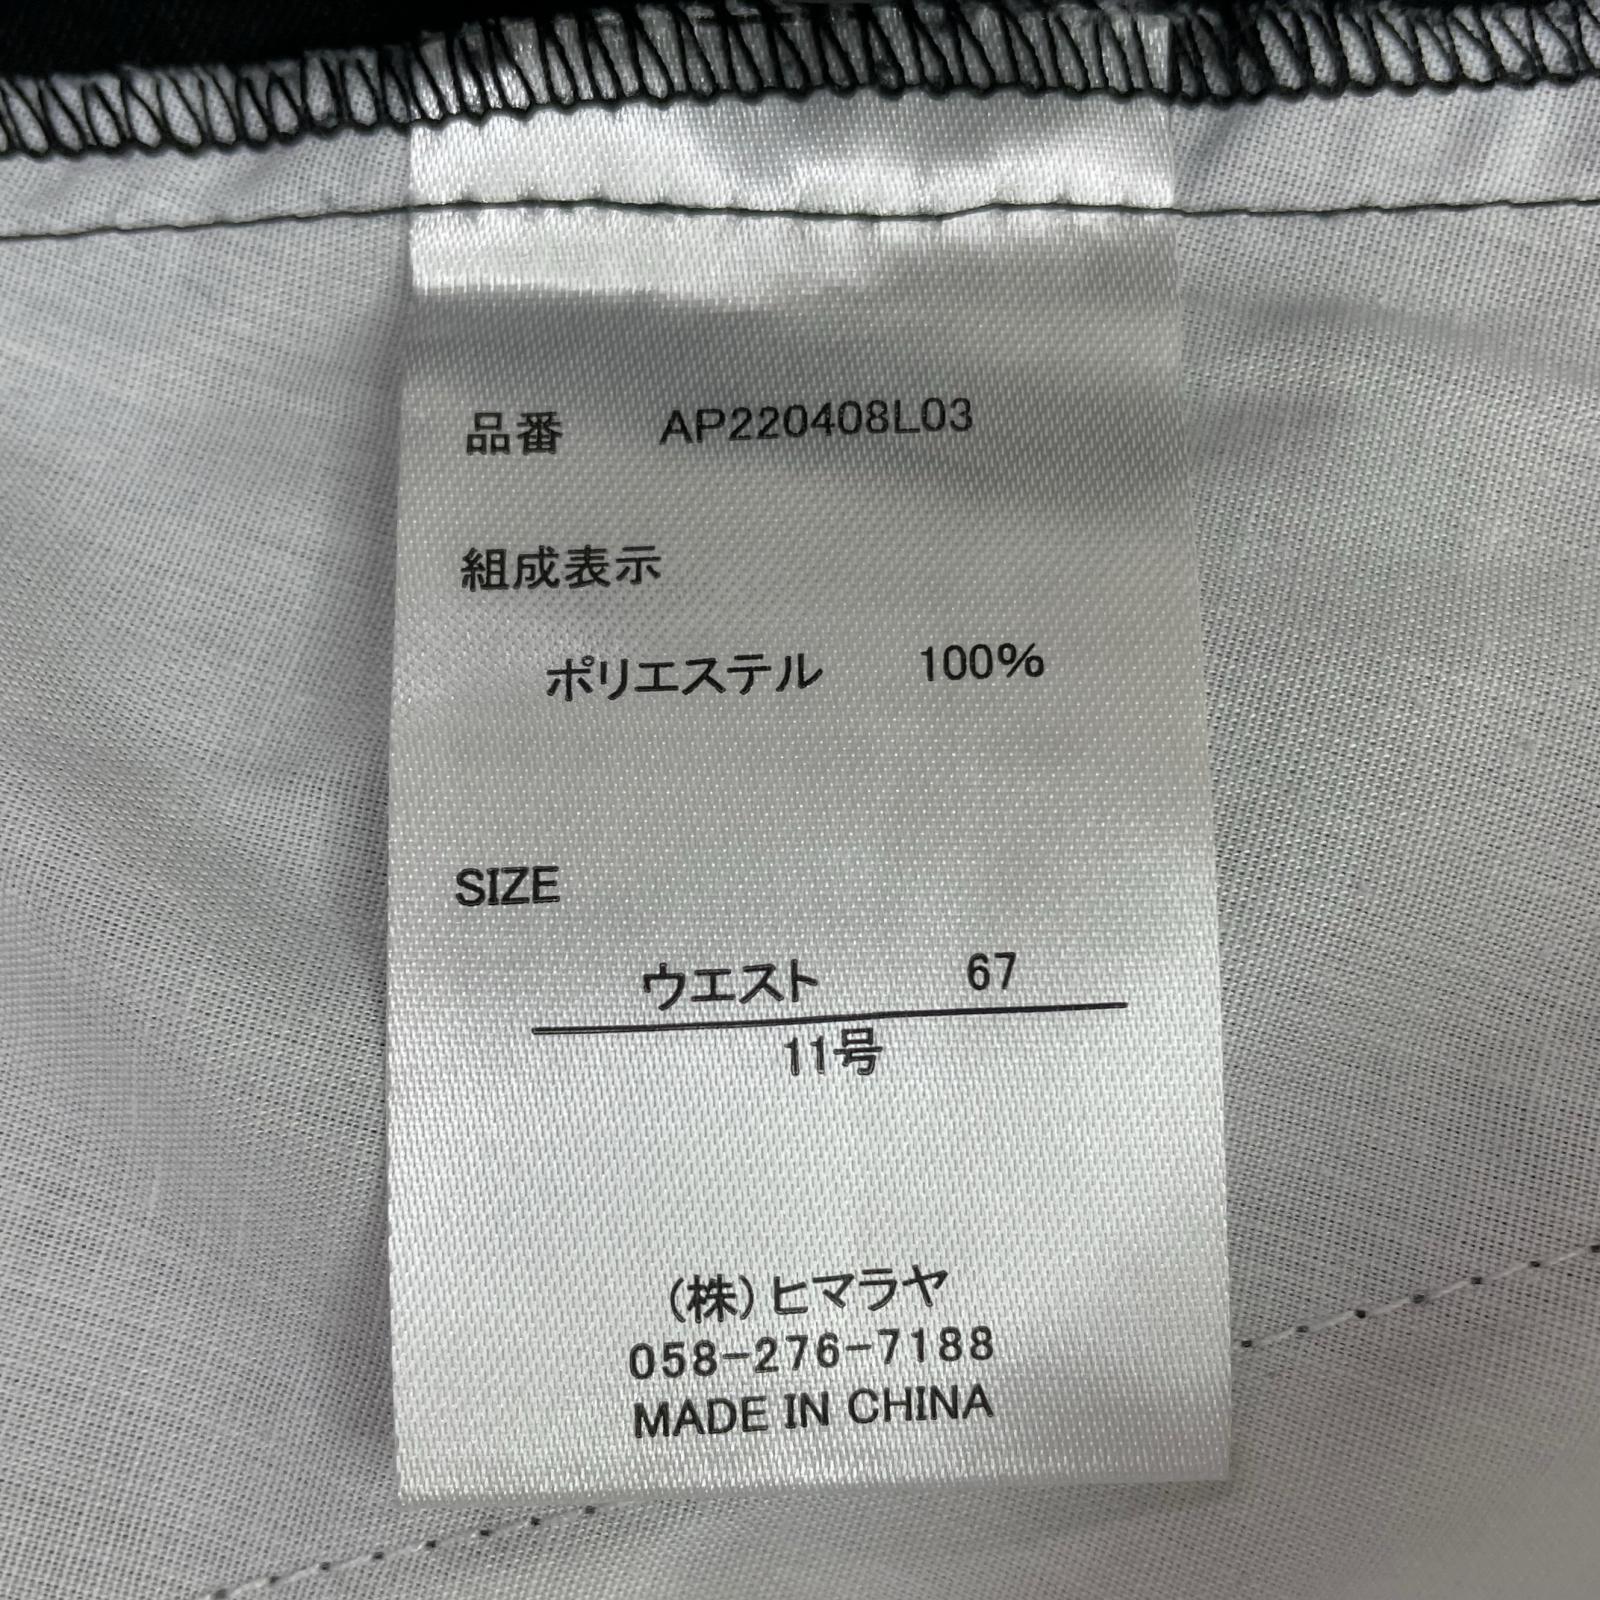 品番 AP220408L03
組成表示
ポリエステル 100%
SIZE
ウエスト 67
11号
(株)ヒマラヤ
058-276-7188
MADE IN CHINA